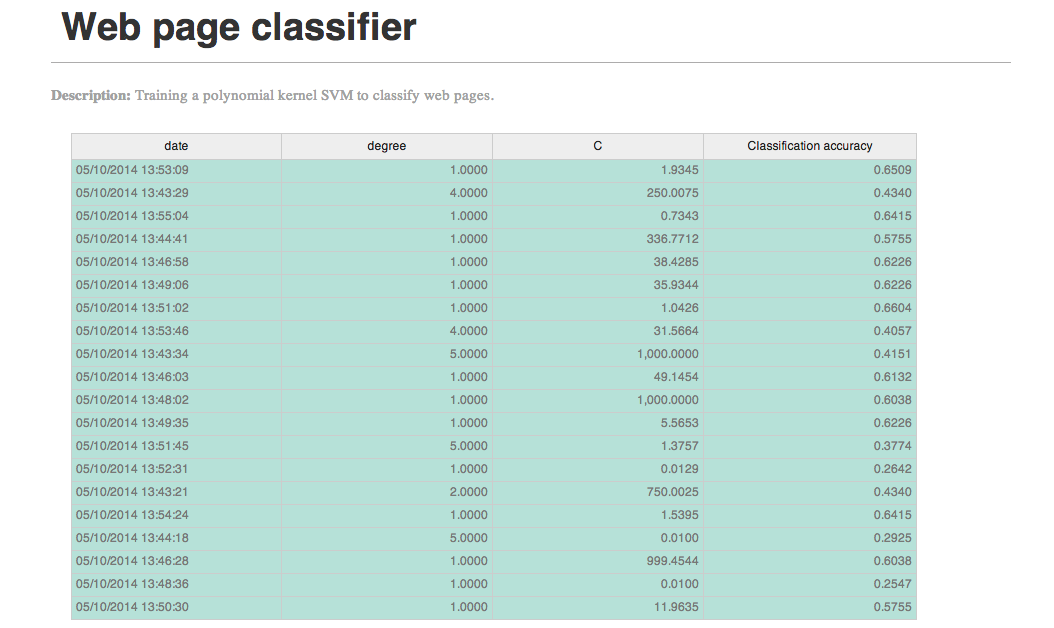 Web page classifier
Description: Training a polynomial kernel SVM to classify web pages.
date degree C Classification accuracy
05/10/2014 13:53:09 1.0000 1.9345 0.6509
05/10/2014 13:43:29 4.0000 250.0075 0.4340
05/10/2014 13:55:04 1.0000 0.7343 0.6415
05/10/2014 13:44:41 1.0000 336.7712 0.5755
05/10/2014 13:46:58 1.0000 38.4285 0.6226
05/10/2014 13:49:06 1.0000 35.9344 0.6226
05/10/2014 13:51:02 1.0000 1.0426 0.6604
05/10/2014 13:53:46 4.0000 31.5664 0.4057
05/10/2014 13:43:34 5.0000 1,000.0000 0.4151
05/10/2014 13:46:03 1.0000 49.1454 0.6132
05/10/2014 13:48:02 1.0000 1,000.0000 0.6038
05/10/2014 13:49:35 1.0000 5.5653 0.6226
05/10/2014 13:51:45 5.0000 1.3757 0.3774
05/10/2014 13:52:31 1.0000 0.0129 0.2642
05/10/2014 13:43:21 2.0000 750.0025 0.4340
05/10/2014 13:54:24 1.0000 1.5395 0.6415
05/10/2014 13:44:18 5.0000 0.0100 0.2925
05/10/2014 13:46:28 1.0000 999.4544 0.6038
05/10/2014 13:48:36 1.0000 0.0100 0.2547
05/10/2014 13:50:30 1.0000 11.9635 0.5755